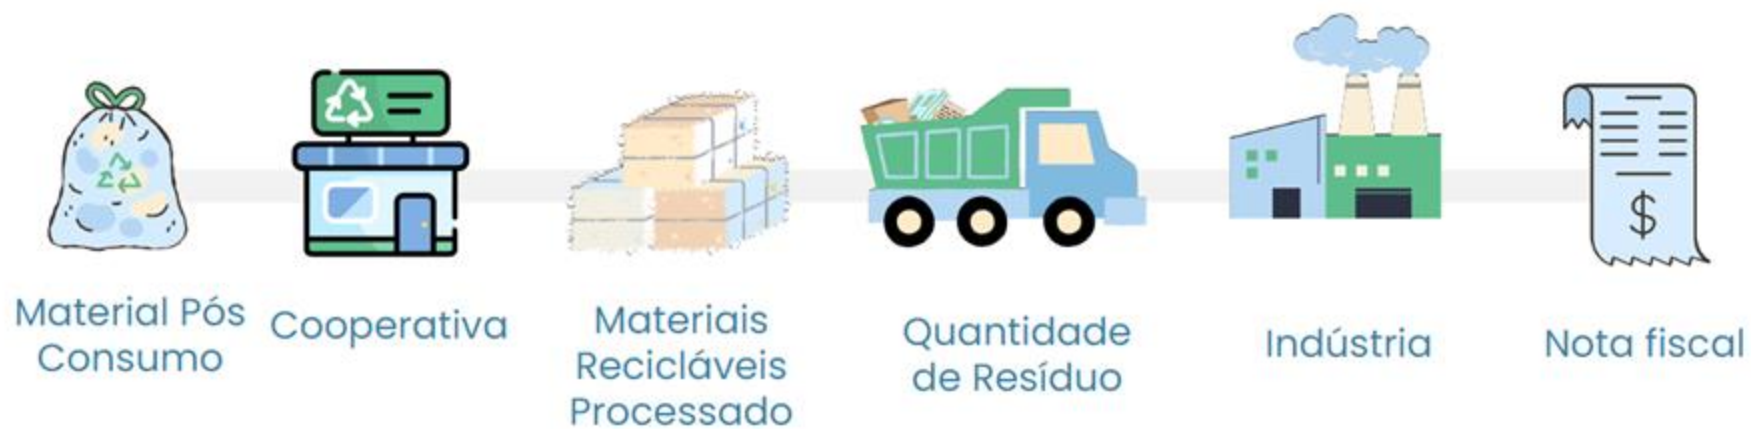 Material Pós
Consumo
Cooperativa
Materiais
Recicláveis
Processado
Quantidade
de Resíduo
Indústria
Nota fiscal
$